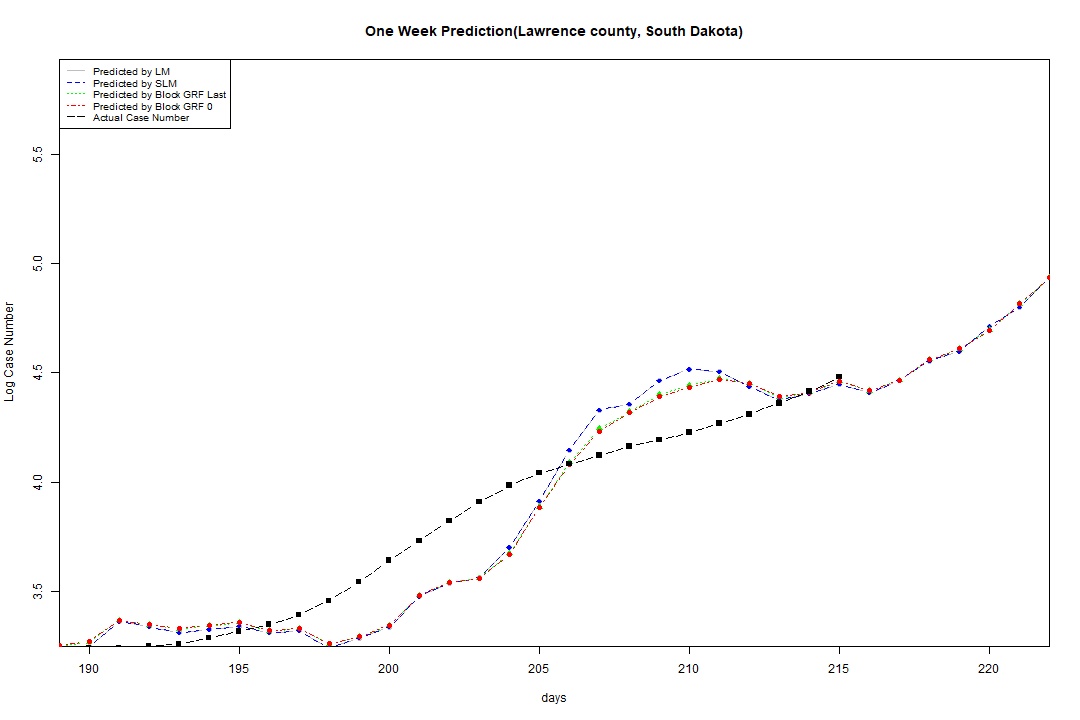 One Week Prediction(Lawrence county, South Dakota)
Predicted by LM
Predicted by SLM
Predicted by Block GRF Last
Predicted by Block GRF 0
Actual Case Number
5.5
5.0
4.5
4.0
3.5
Log Case Number
190 195 200 205 210 215 220
days